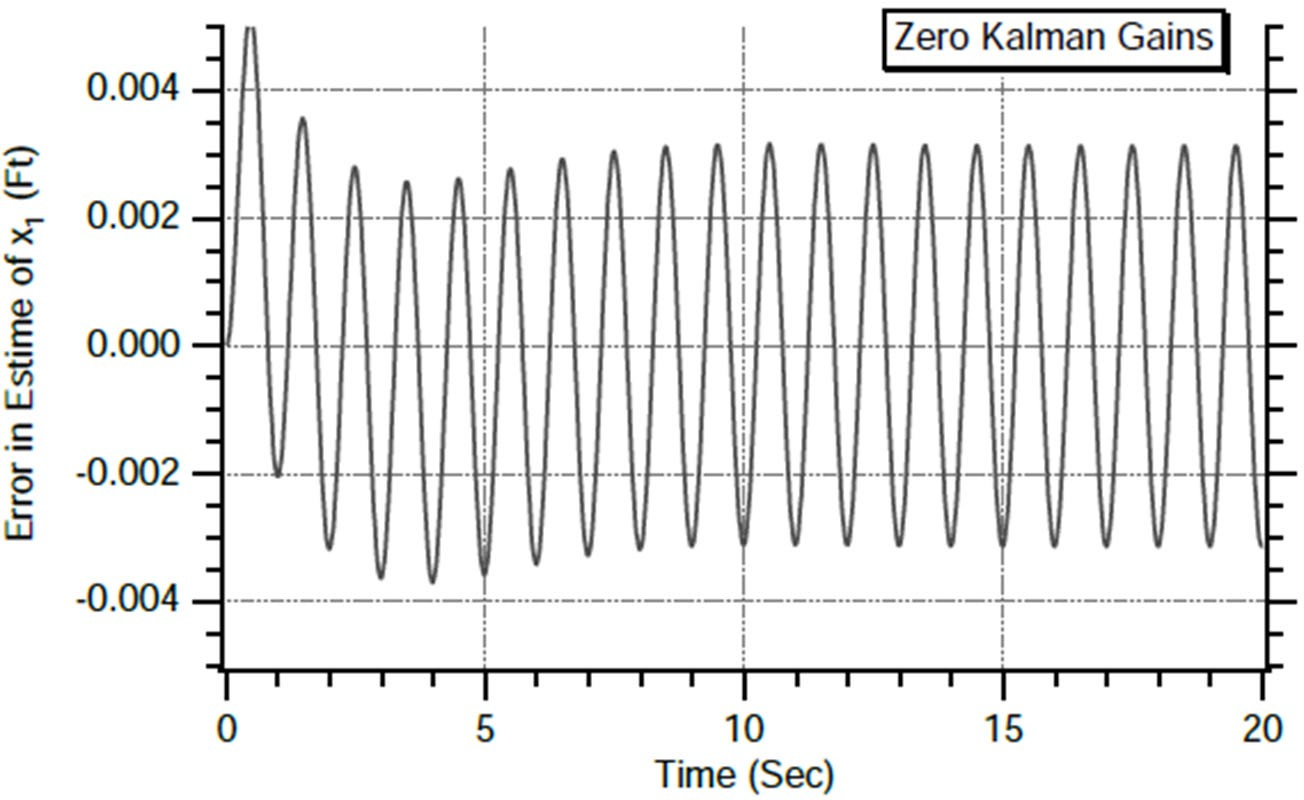 Zero Kalman Gains
0.004
0.002
0.000
-0.002
-0.004
Error in Estime of x₁ (Ft)
0 5 10 15 20
Time (Sec)